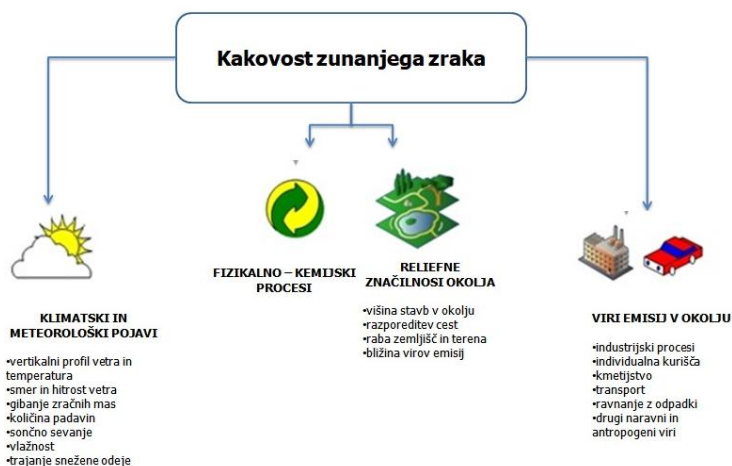 Kakovost zunanjega zraka
KLIMATSKI IN
METEOROLOŠKI POJAVI
•vertikalni profil vetra in
temperatura
•smer in hitrost vetra
•gibanje zračnih mas
•količina padavin
•sončno sevanje
•vlažnost
•trajanje snežene odeje
FIZIKALNO – KEMIJSKI
PROCESI
RELIEFNE
ZNAČILNOSI OKOLJA
•višina stavb v okolju
•razporeditev cest
•raba zemljišč in terena
•bližina virov emisij
VIRI EMISIJ V OKOLJU
•industrijski procesi
•individualna kurišča
•kmetijstvo
•transport
•ravnanje z odpadki
•drugi naravni in
antropogeni viri